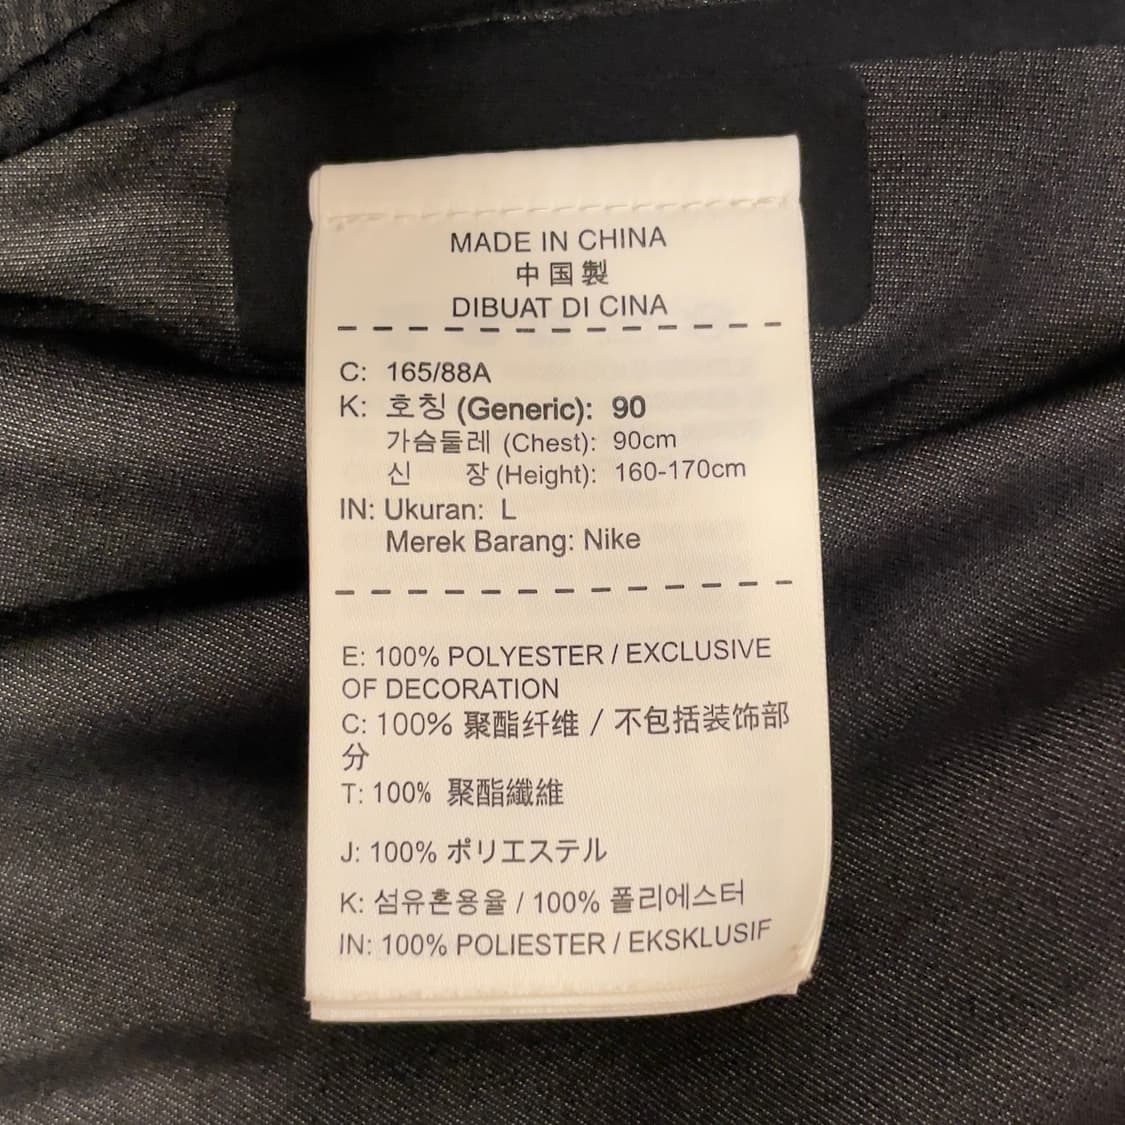 MADE IN CHINA
中国製
DIBUAT DI CINA
C: 165/88A
K: 호칭 (Generic): 90
가슴둘레 (Chest): 90cm
신 장 (Height): 160-170cm
IN: Ukuran: L
Merek Barang: Nike
E: 100% POLYESTER / EXCLUSIVE
OF DECORATION
C: 100% 聚酯纤维 / 不包括装饰部
分
T: 100% 聚酯纖維
J: 100% ポリエステル
K: 섬유혼용율 / 100% 폴리에스터
IN: 100% POLIESTER / EKSKLUSIF